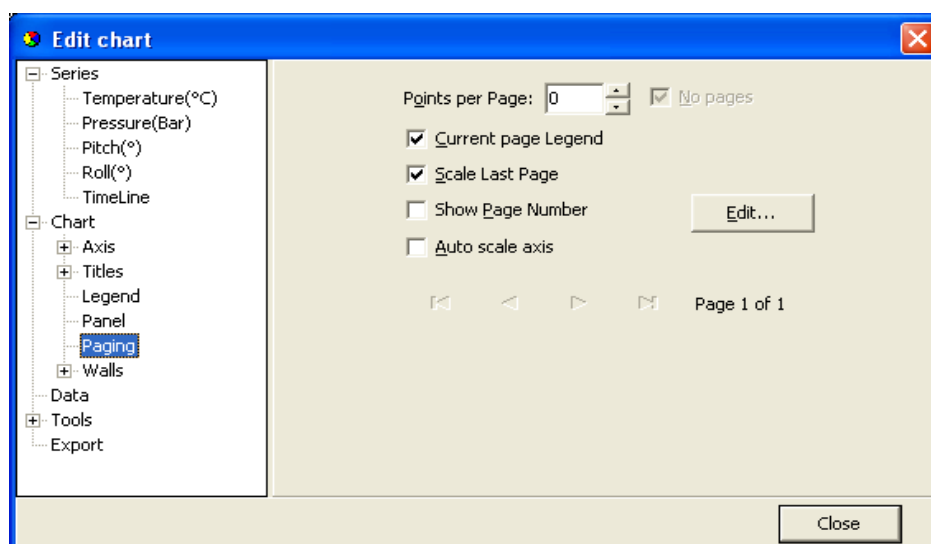 Edit chart
Series
Temperature(°C)
Pressure(Bar)
Pitch(°)
Roll(°)
TimeLine
Chart
Axis
Titles
Legend
Panel
Paging
Walls
Data
Tools
Export
Points per Page: 0 No pages
Current page Legend
Scale Last Page
Show Page Number Edit...
Auto scale axis
Page 1 of 1
Close